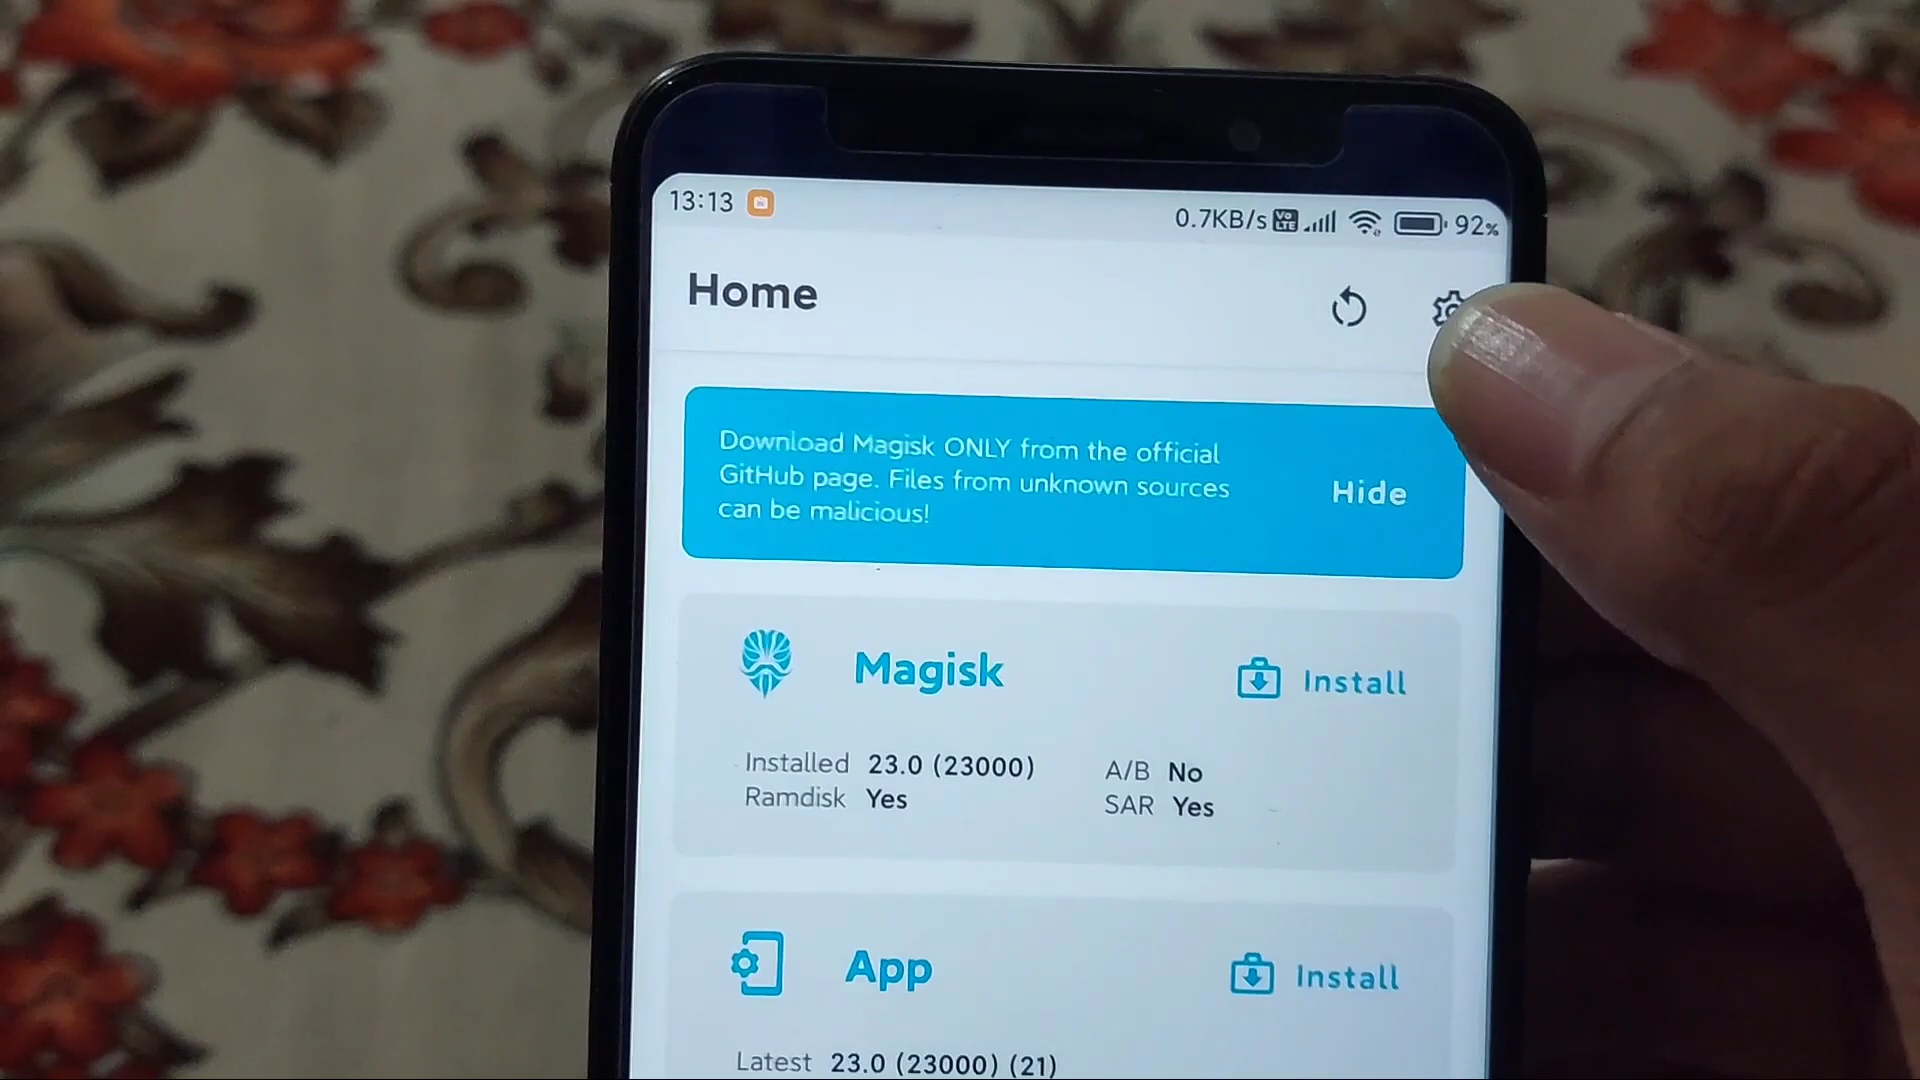 13:13 0.7KB/s Vo LTE 92%
Home
Download Magisk ONLY from the official
GitHub page. Files from unknown sources
can be malicious!
Hide
Magisk Install
Installed 23.0 (23000) A/B No
Ramdisk Yes SAR Yes
App Install
Latest 23.0 (23000) (21)